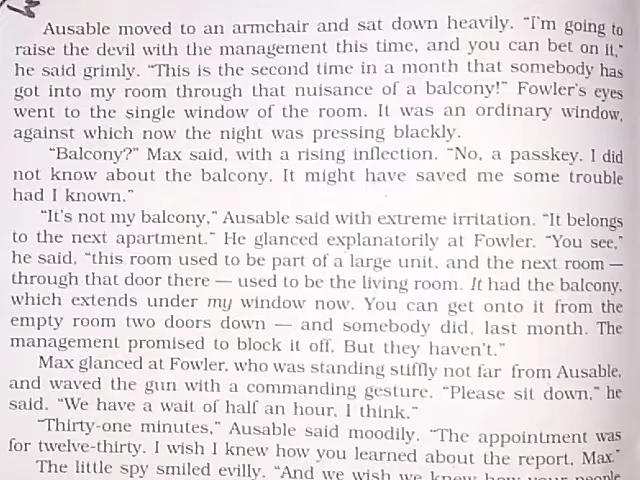 Ausable moved to an armchair and sat down heavily. "I'm going to
raise the devil with the management this time, and you can bet on it,"
he said grimly. "This is the second time in a month that somebody has
got into my room through that nuisance of a balcony!" Fowler's eyes
went to the single window of the room. It was an ordinary window,
against which now the night was pressing blackly.
"Balcony?" Max said, with a rising inflection. "No, a passkey. I did
not know about the balcony. It might have saved me some trouble
had I known."
"It's not my balcony," Ausable said with extreme irritation. "It belongs
to the next apartment." He glanced explanatorily at Fowler. "You see,"
he said, "this room used to be part of a large unit, and the next room —
through that door there — used to be the living room. It had the balcony,
which extends under my window now. You can get onto it from the
empty room two doors down — and somebody did, last month. The
management promised to block it off. But they haven't."
Max glanced at Fowler, who was standing stiffly not far from Ausable,
and waved the gun with a commanding gesture. "Please sit down," he
said. "We have a wait of half an hour, I think."
"Thirty-one minutes," Ausable said moodily. "The appointment was
for twelve-thirty. I wish I knew how you learned about the report, Max."
The little spy smiled evilly. "And we wish we knew how your people